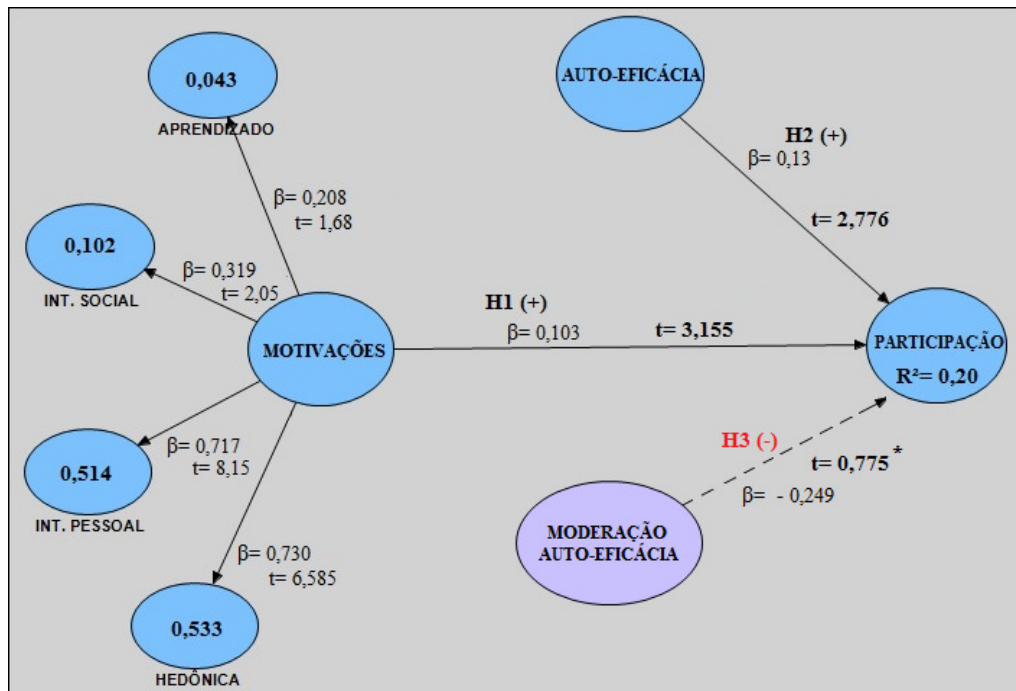 0,043
APRENDIZADO
β= 0,208
t= 1,68
0,102
INT. SOCIAL
β= 0,319
t= 2,05
MOTIVAÇÕES
β= 0,717
t= 8,15
0,514
INT. PESSOAL
β= 0,730
t= 6,585
0,533
HEDÔNICA
AUTO-EFICÁCIA
H2 (+)
β= 0,13
t= 2,776
H1 (+)
β= 0,103
t= 3,155
PARTICIPAÇÃO
R²= 0,20
H3 (-)
t= 0,775 *
β= - 0,249
MODERAÇÃO
AUTO-EFICÁCIA